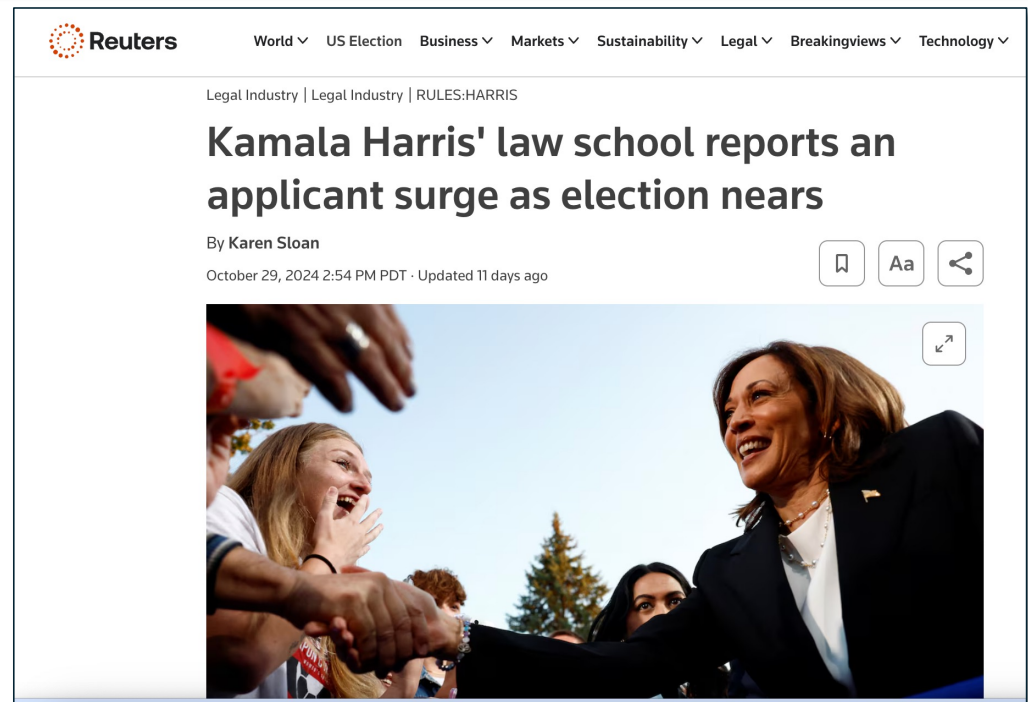 Reuters
World US Election Business Markets Sustainability Legal Breakingviews Technology
Legal Industry | Legal Industry | RULES:HARRIS
Kamala Harris' law school reports an
applicant surge as election nears
By Karen Sloan
October 29, 2024 2:54 PM PDT · Updated 11 days ago
Aa